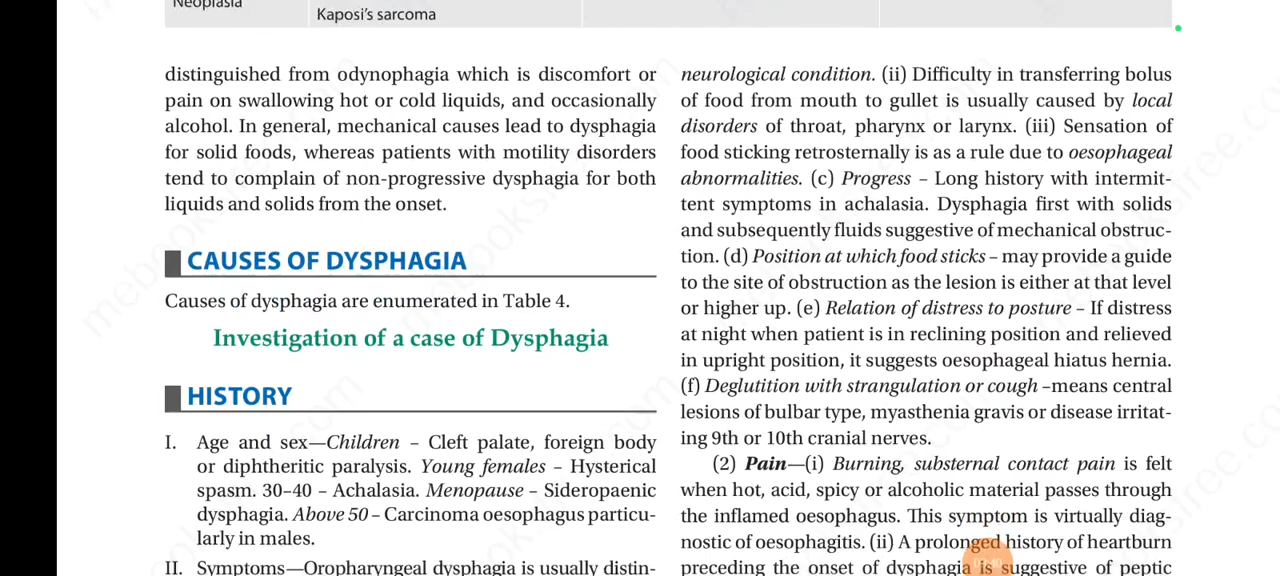 Neoplasia
Kaposi's sarcoma
distinguished from odynophagia which is discomfort or
pain on swallowing hot or cold liquids, and occasionally
alcohol. In general, mechanical causes lead to dysphagia
for solid foods, whereas patients with motility disorders
tend to complain of non-progressive dysphagia for both
liquids and solids from the onset.
CAUSES OF DYSPHAGIA
Causes of dysphagia are enumerated in Table 4.
Investigation of a case of Dysphagia
HISTORY
I. Age and sex—Children – Cleft palate, foreign body
or diphtheritic paralysis. Young females – Hysterical
spasm. 30–40 – Achalasia. Menopause – Sideropaenic
dysphagia. Above 50 – Carcinoma oesophagus particu-
larly in males.
II. Symptoms—Oropharyngeal dysphagia is usually distin-
neurological condition. (ii) Difficulty in transferring bolus
of food from mouth to gullet is usually caused by local
disorders of throat, pharynx or larynx. (iii) Sensation of
food sticking retrosternally is as a rule due to oesophageal
abnormalities. (c) Progress – Long history with intermit-
tent symptoms in achalasia. Dysphagia first with solids
and subsequently fluids suggestive of mechanical obstruc-
tion. (d) Position at which food sticks – may provide a guide
to the site of obstruction as the lesion is either at that level
or higher up. (e) Relation of distress to posture – If distress
at night when patient is in reclining position and relieved
in upright position, it suggests oesophageal hiatus hernia.
(f) Deglutition with strangulation or cough –means central
lesions of bulbar type, myasthenia gravis or disease irritat-
ing 9th or 10th cranial nerves.
(2) Pain—(i) Burning, substernal contact pain is felt
when hot, acid, spicy or alcoholic material passes through
the inflamed oesophagus. This symptom is virtually diag-
nostic of oesophagitis. (ii) A prolonged history of heartburn
preceding the onset of dysphagia is suggestive of peptic